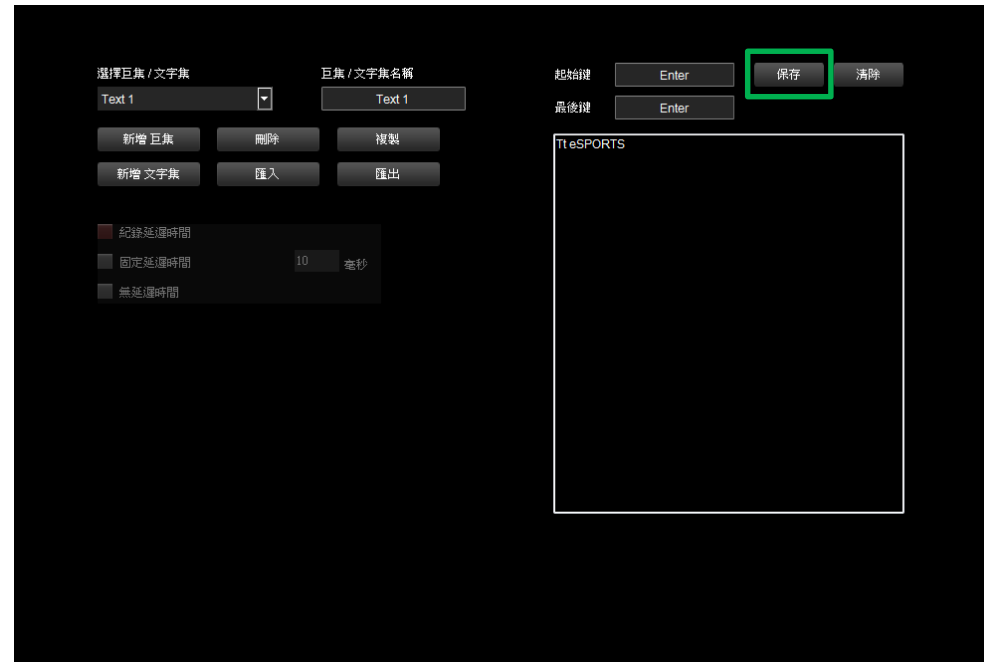 選擇巨集 / 文字集
巨集 / 文字集名稱
Text 1
Text 1
新增 巨集
刪除
複製
新增 文字集
匯入
匯出
紀錄延遲時間
固定延遲時間
10
毫秒
無延遲時間
起始鍵
Enter
保存
清除
最後鍵
Enter
Tt eSPORTS